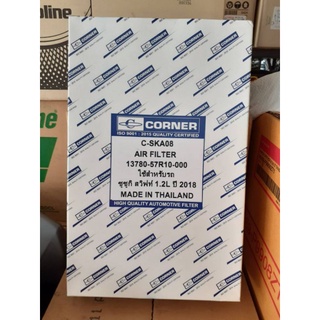 oline
CORNER
ISO 9001 : 2015 QUALITY CERTIFIED
C-SKA08
AIR FILTER
13780-57R10-000
ใช้สำหรับรถ
ซูซูกิ สวิฟท์ 1.2L ปี 2018
MADE IN THAILAND
HIGH QUALITY AUTOMOTIVE FILTER